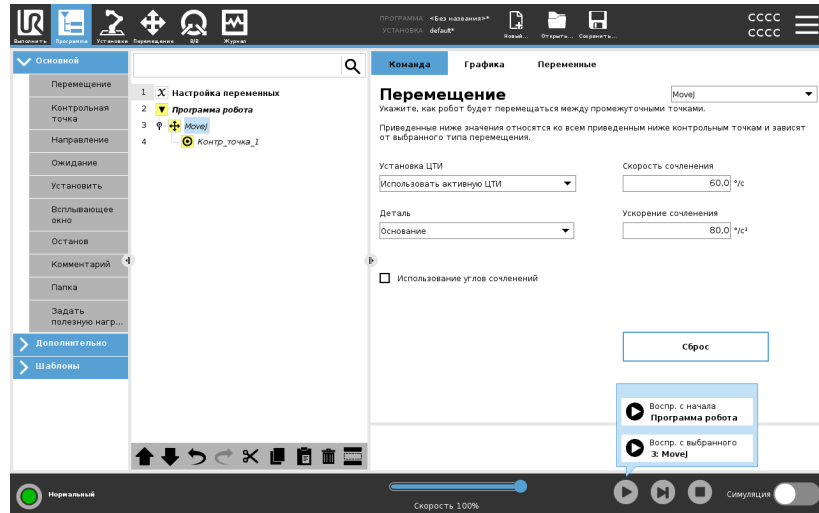 ПРОГРАММА <Без названия>*
УСТАНОВКА default*
Выполнить Программа Установка Перемещение В/В Журнал
Новый... Открыть... Сохранить...
CCCC
CCCC
Основной
Перемещение
Контрольная
точка
Направление
Ожидание
Установить
Всплывающее
окно
Останов
Комментарий
Папка
Задать
полезную нагр...
Дополнительно
Шаблоны
1 X Настройка переменных
2 Программа робота
3 MoveJ
4 Контр_точка_1
Команда Графика Переменные
Перемещение
MoveJ
Укажите, как робот будет перемещаться между промежуточными точками.
Приведенные ниже значения относятся ко всем приведенным ниже контрольным точкам и зависят
от выбранного типа перемещения.
Установка ЦТИ Скорость сочленения
Использовать активную ЦТИ 60,0 °/с
Деталь Ускорение сочленения
Основание 80,0 °/с²
Использование углов сочленений
Сброс
Воспр. с начала
Программа робота
Воспр. с выбранного
3: MoveJ
Нормальный
Скорость 100%
Симуляция